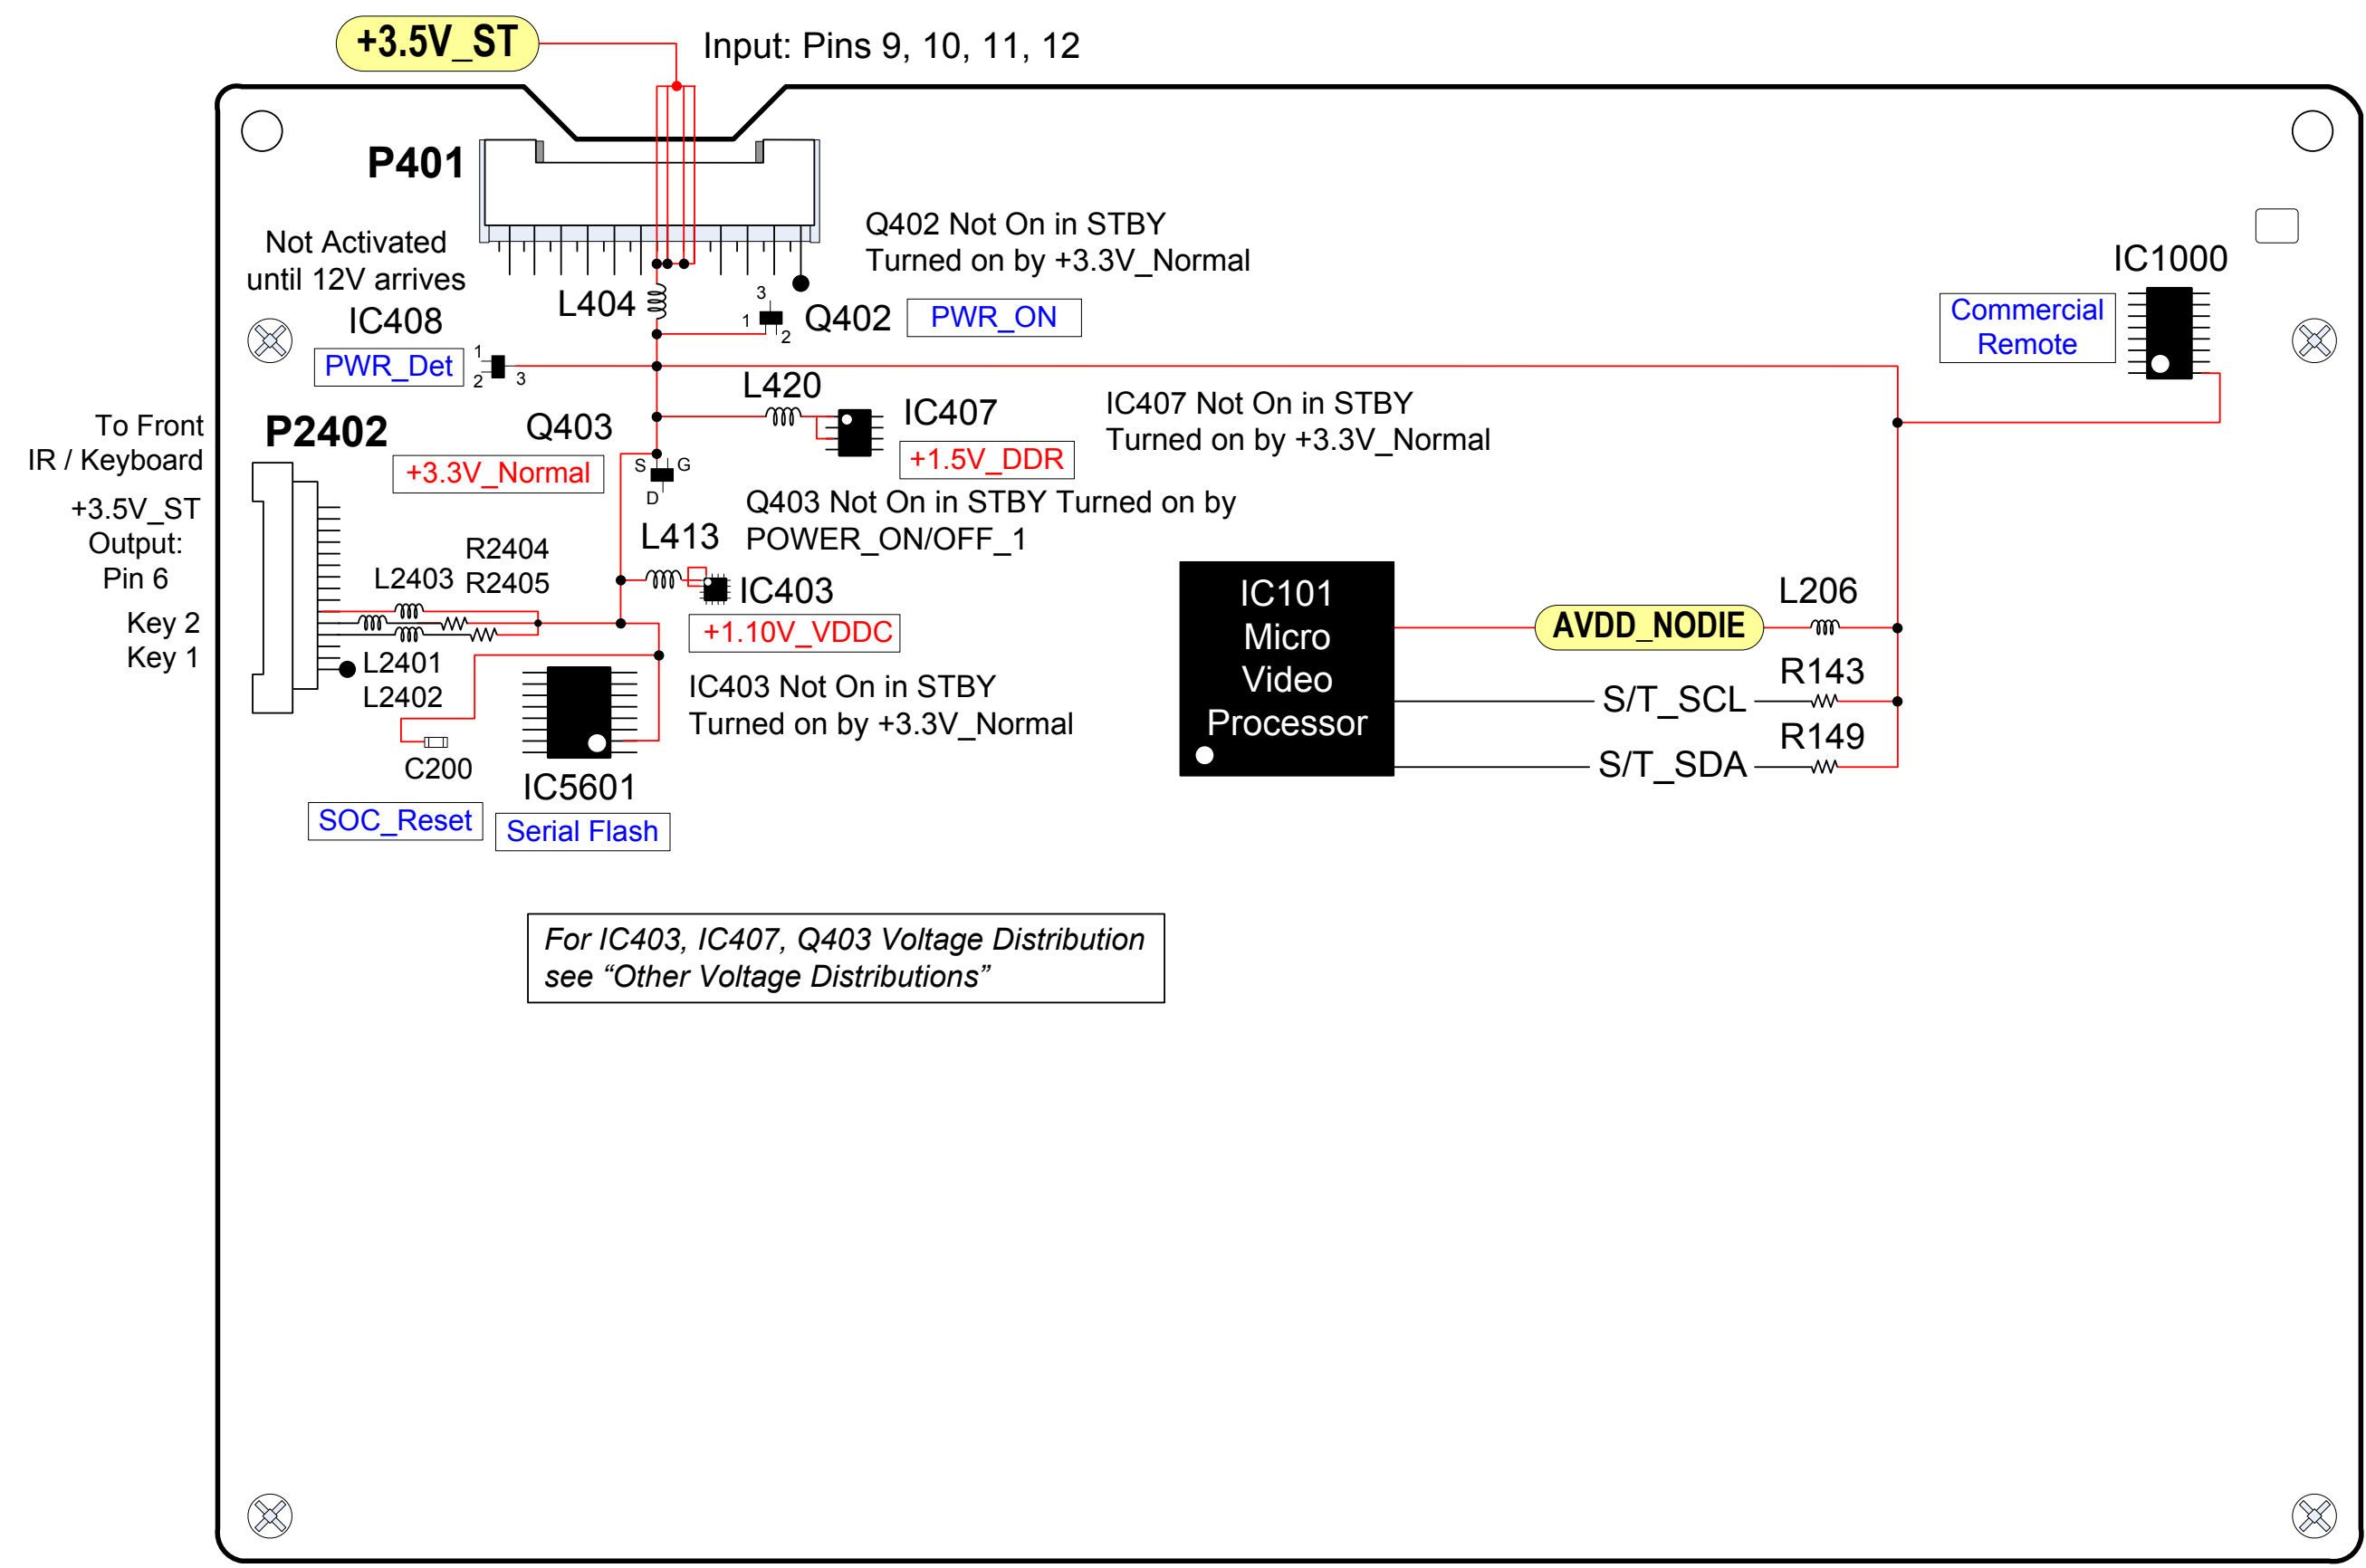 +3.5V_ST
Input: Pins 9, 10, 11, 12
P401
Q402 Not On in STBY
Turned on by +3.3V_Normal
Not Activated
until 12V arrives
IC408
PWR_Det
1
2
3
L404
3
1
2
Q402
PWR_ON
IC1000
Commercial
Remote
To Front
IR / Keyboard
P2402
+3.5V_ST
Output:
Pin 6
Key 2
Key 1
Q403
+3.3V_Normal
S
G
D
L420
IC407
+1.5V_DDR
IC407 Not On in STBY
Turned on by +3.3V_Normal
Q403 Not On in STBY Turned on by
POWER_ON/OFF_1
L413
IC403
+1.10V_VDDC
IC403 Not On in STBY
Turned on by +3.3V_Normal
R2404
R2405
L2403
L2401
L2402
C200
SOC_Reset
IC5601
Serial Flash
IC101
Micro
Video
Processor
AVDD_NODIE
L206
S/T_SCL
R143
S/T_SDA
R149
For IC403, IC407, Q403 Voltage Distribution
see “Other Voltage Distributions”